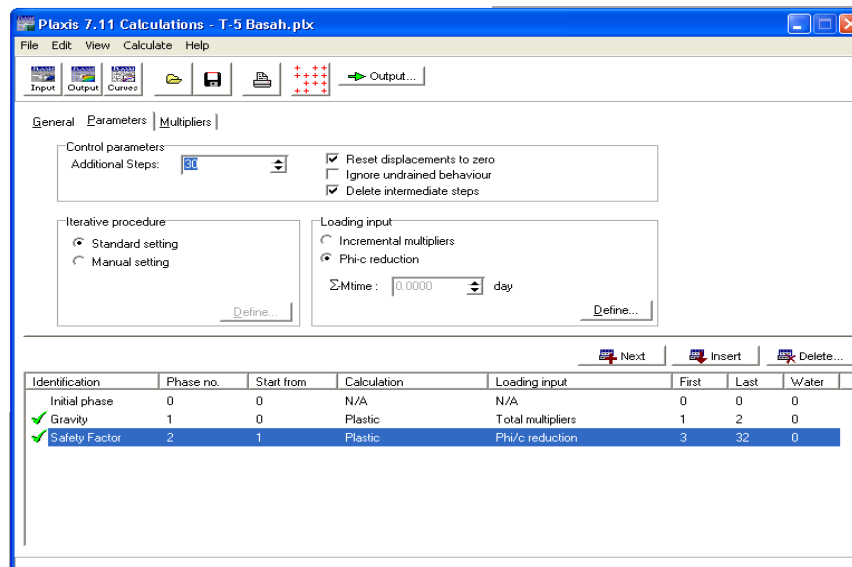 Plaxis 7.11 Calculations - T-5 Basah.plx
File Edit View Calculate Help
Input Output Curves Output...
General Parameters Multipliers
Control parameters
Additional Steps: 30
Reset displacements to zero
Ignore undrained behaviour
Delete intermediate steps
Iterative procedure
Standard setting
Manual setting
Define...
Loading input
Incremental multipliers
Phi-c reduction
Σ-Mtime : 0.0000 day
Define...
Next Insert Delete...
Identification Phase no. Start from Calculation Loading input First Last Water
Initial phase 0 0 N/A N/A 0 0 0
Gravity 1 0 Plastic Total multipliers 1 2 0
Safety Factor 2 1 Plastic Phi/c reduction 3 32 0